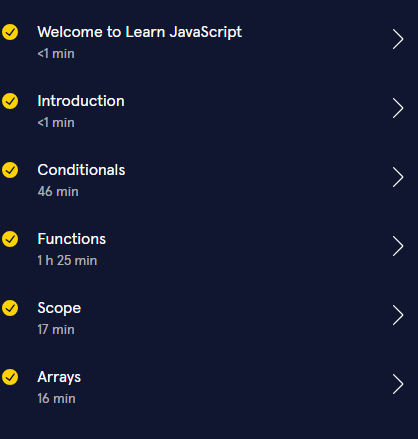 Welcome to Learn JavaScript
<1 min
Introduction
<1 min
Conditionals
46 min
Functions
1 h 25 min
Scope
17 min
Arrays
16 min